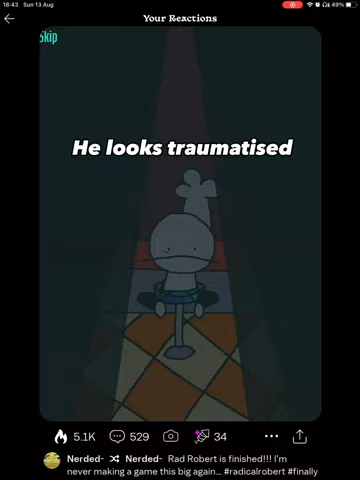 18:43 Sun 13 Aug 49%
Your Reactions
Skip
He looks traumatised
5.1K 529 34
Nerded- Nerded- Rad Robert is finished!!! I'm
never making a game this big again... #radicalrobert #finally